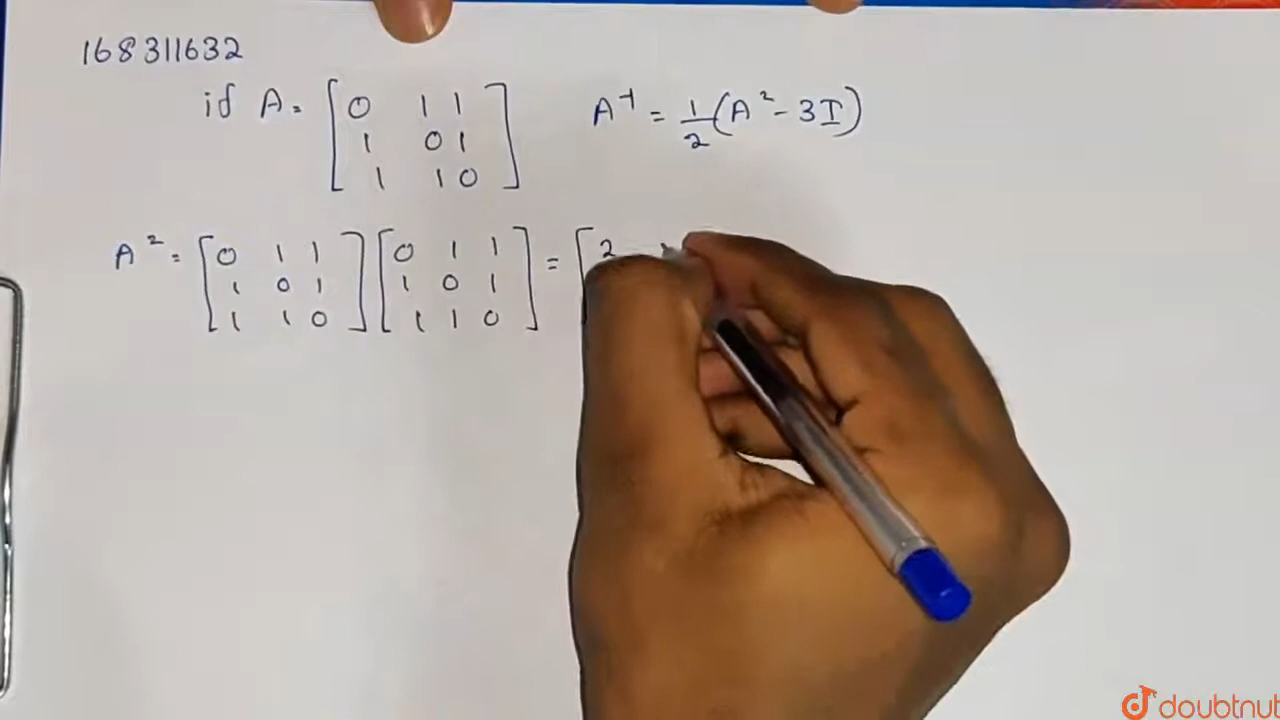 168311632
if A = [ 0 1 1 A⁻¹ = 1/2 (A² - 3I)
1 0 1
1 1 0 ]
A² = [ 0 1 1 ] [ 0 1 1 ] = [ 2
1 0 1 1 0 1
1 1 0 1 1 0
doubtnut